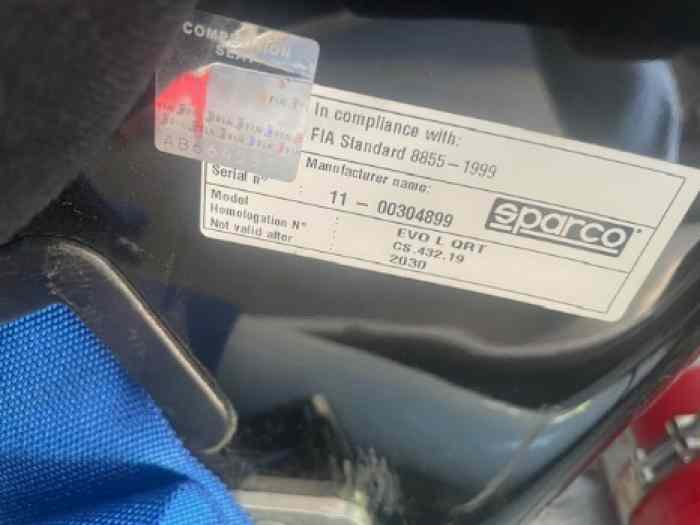 COMPETITION
SEAT
In compliance with:
FIA Standard 8855-1999
Manufacturer name:
sparco
Serial n°
: 11 - 00304899
Model : EVO L QRT
Homologation N° : CS.432.19
Not valid after : 2030